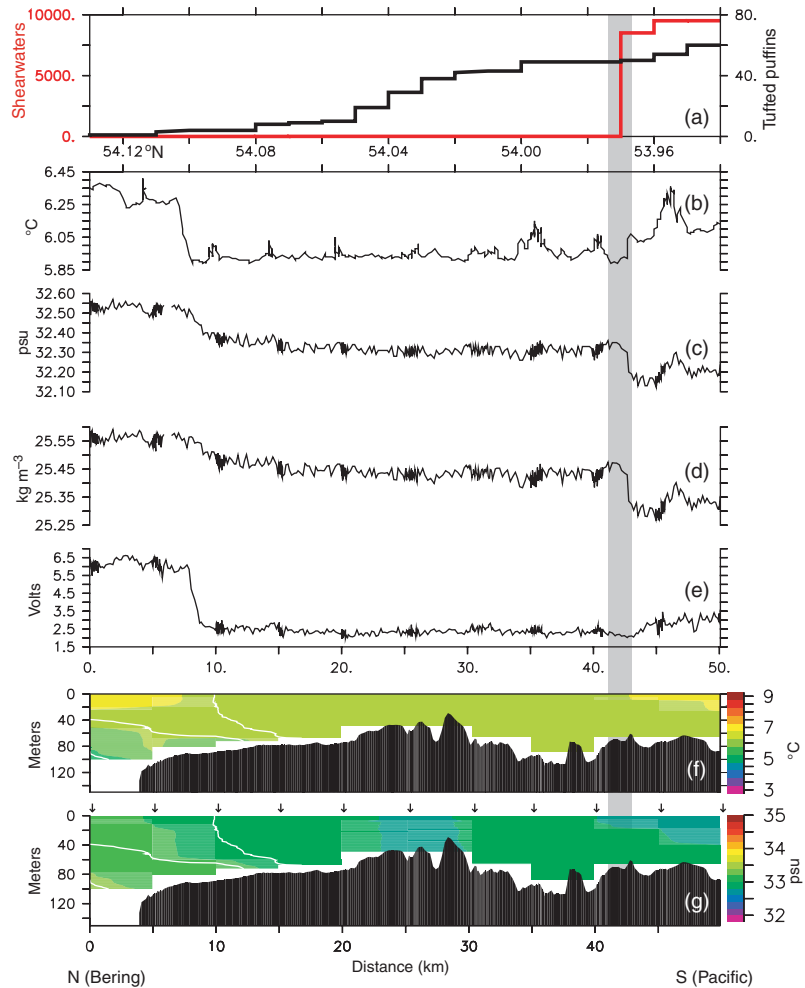 10000. 80.
Shearwaters 5000. 40. Tufted puffins
(a)
0. 0.
54.12°N 54.08 54.04 54.00 53.96
6.45
6.25 (b)
°C
6.05
5.85
32.60
32.50
psu 32.40
32.30 (c)
32.20
32.10
25.55
kg m⁻³ 25.45 (d)
25.35
25.25
6.5
5.5 (e)
Volts 4.5
3.5
2.5
1.5
0. 10. 20. 30. 40. 50.
0 9
Meters 40 7 °C
80 5
120 (f) 3
0 35
Meters 40 34 psu
80 33
120 (g) 32
0 10 20 30 40
Distance (km)
N (Bering) S (Pacific)